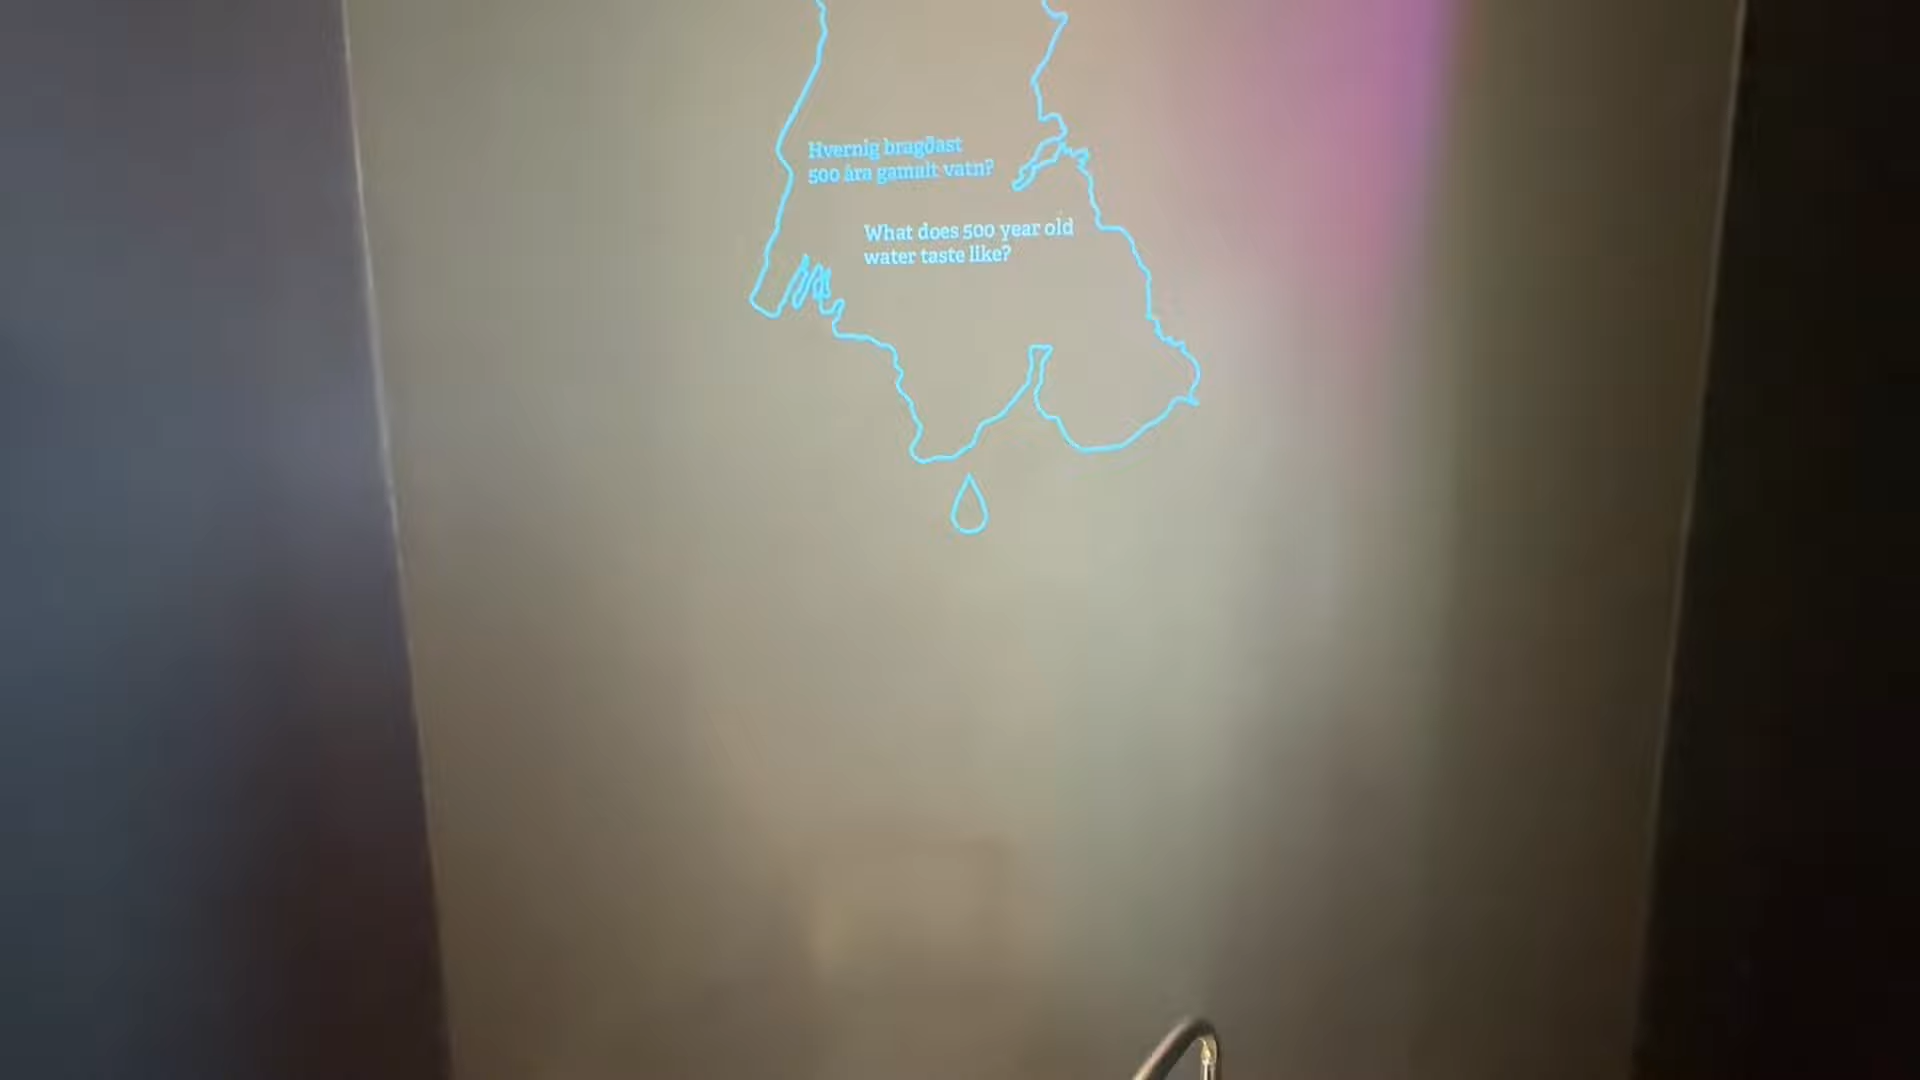 Hvernig bragðast
500 ára gamalt vatn?
What does 500 year old
water taste like?